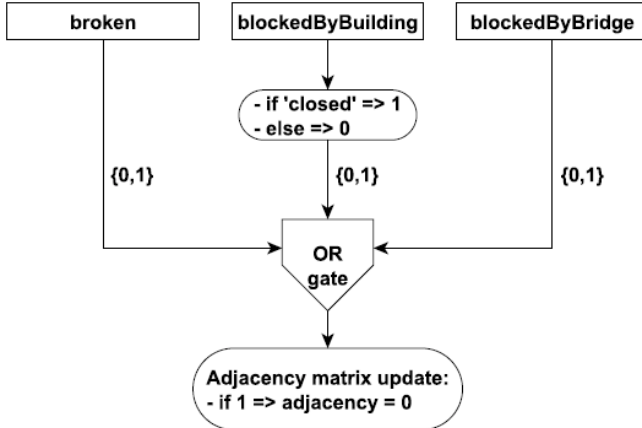 broken
blockedByBuilding
blockedByBridge
- if 'closed' => 1
- else => 0
{0,1}
{0,1}
{0,1}
OR
gate
Adjacency matrix update:
- if 1 => adjacency = 0